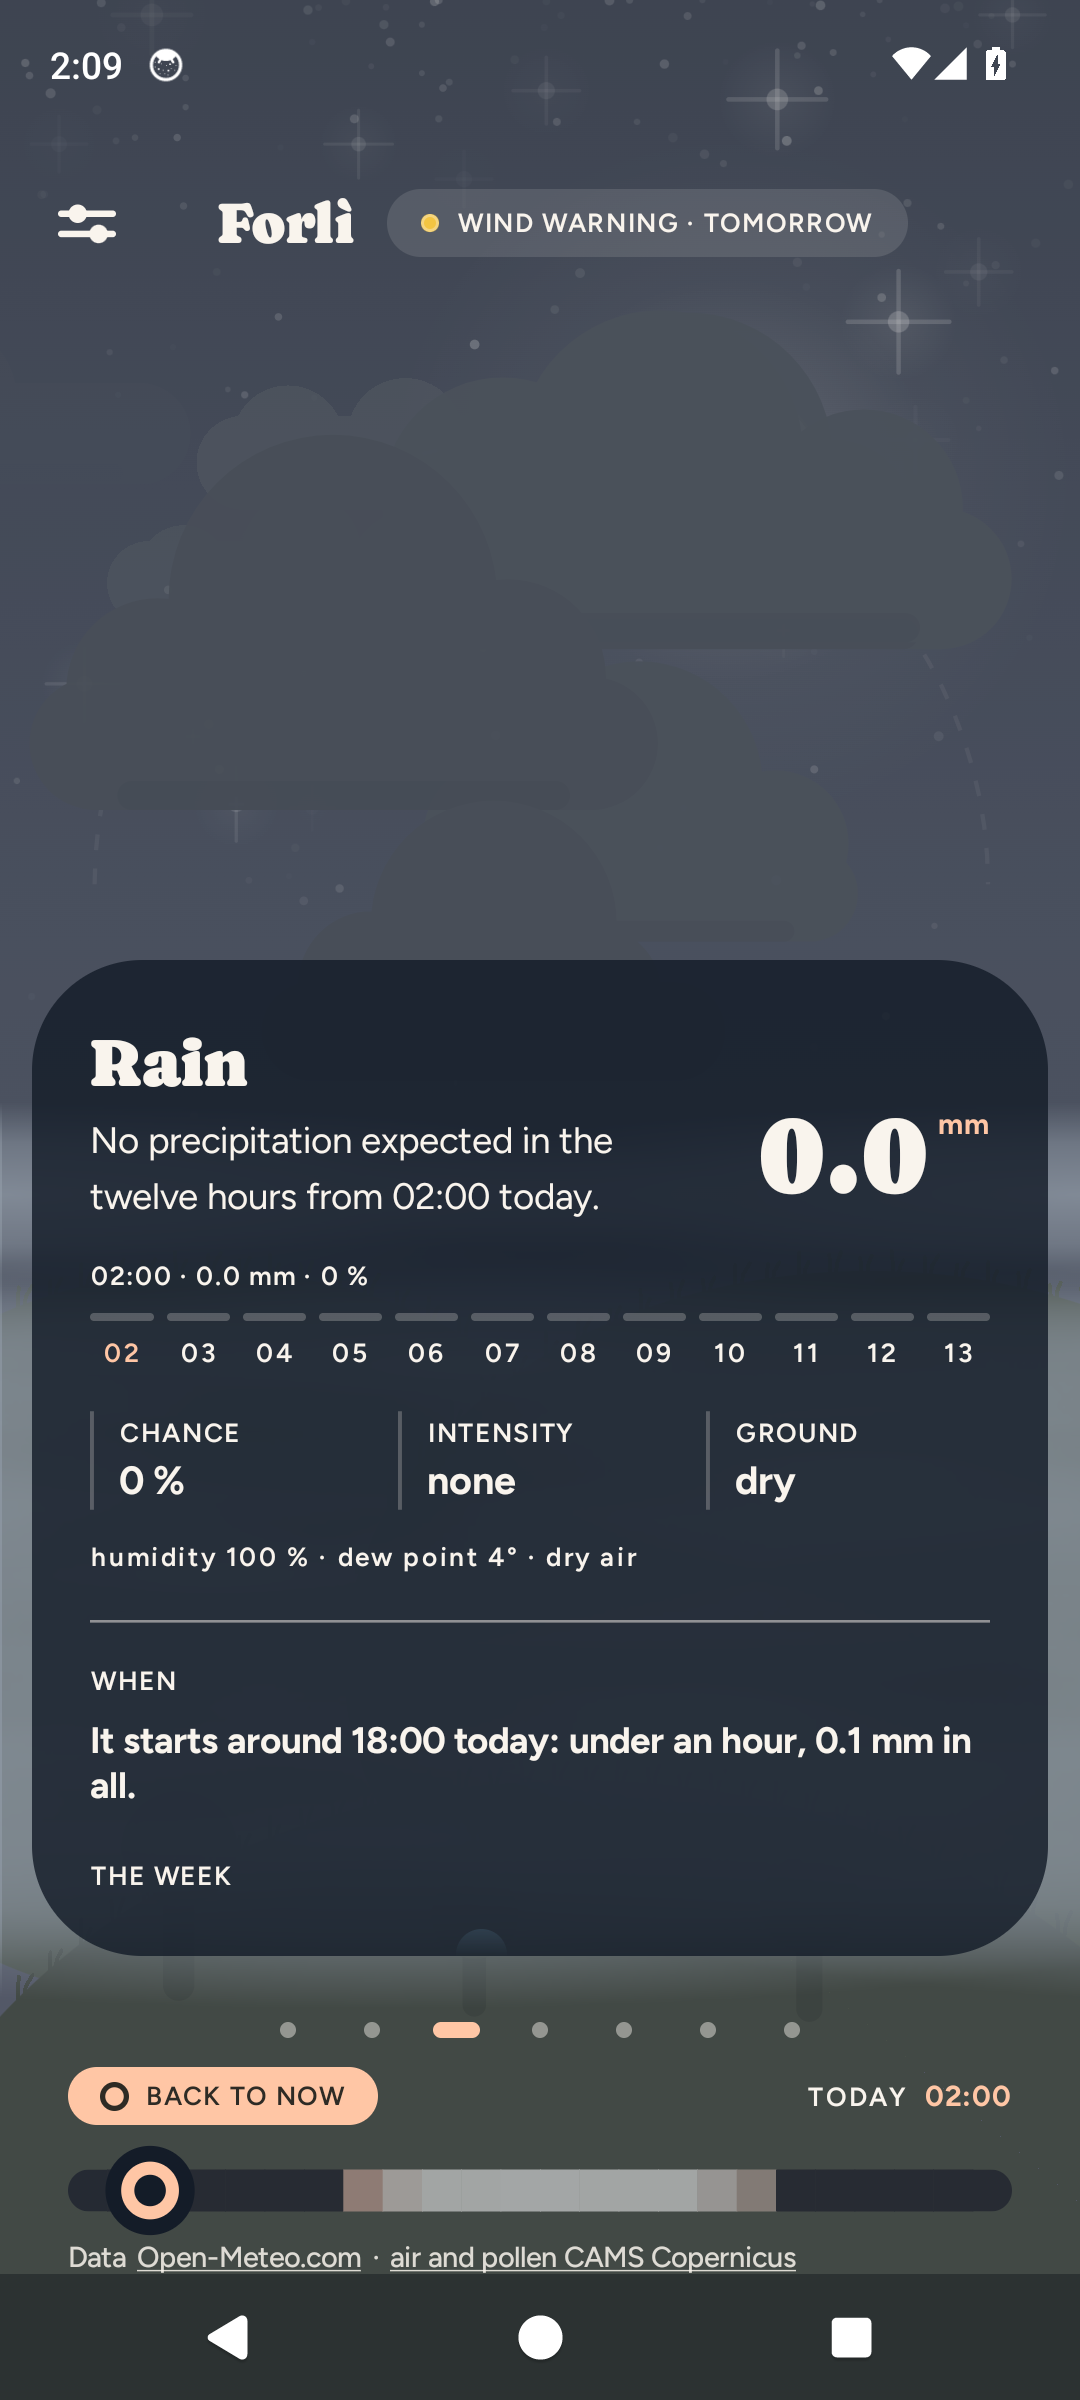 2:09
Forlì
WIND WARNING · TOMORROW
Rain
No precipitation expected in the
twelve hours from 02:00 today.
0.0 mm
02:00 · 0.0 mm · 0 %
02 03 04 05 06 07 08 09 10 11 12 13
CHANCE INTENSITY GROUND
0 % none dry
humidity 100 % · dew point 4° · dry air
WHEN
It starts around 18:00 today: under an hour, 0.1 mm in
all.
THE WEEK
BACK TO NOW
TODAY 02:00
Data Open-Meteo.com · air and pollen CAMS Copernicus